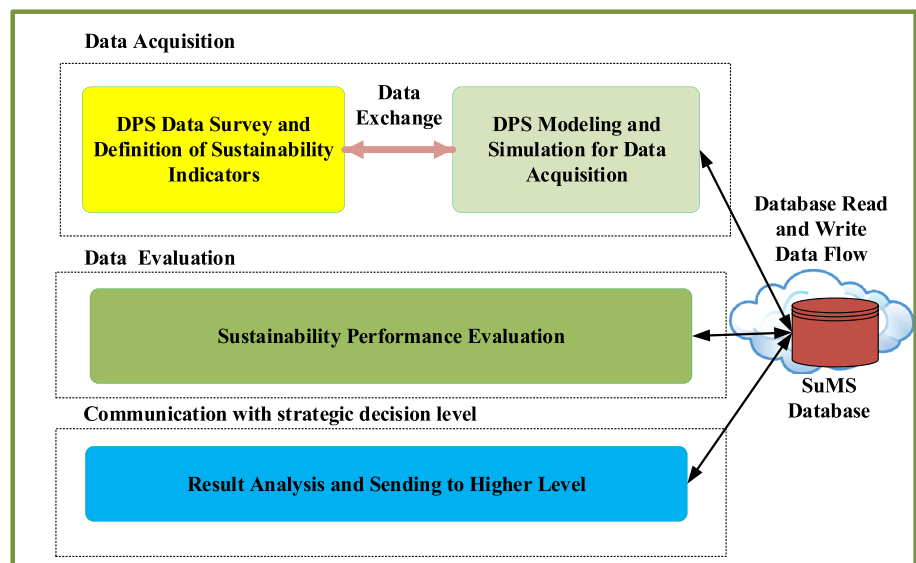 Data Acquisition
DPS Data Survey and
Definition of Sustainability
Indicators
Data
Exchange
DPS Modeling and
Simulation for Data
Acquisition
Database Read
and Write
Data Flow
Data Evaluation
Sustainability Performance Evaluation
SuMS
Database
Communication with strategic decision level
Result Analysis and Sending to Higher Level